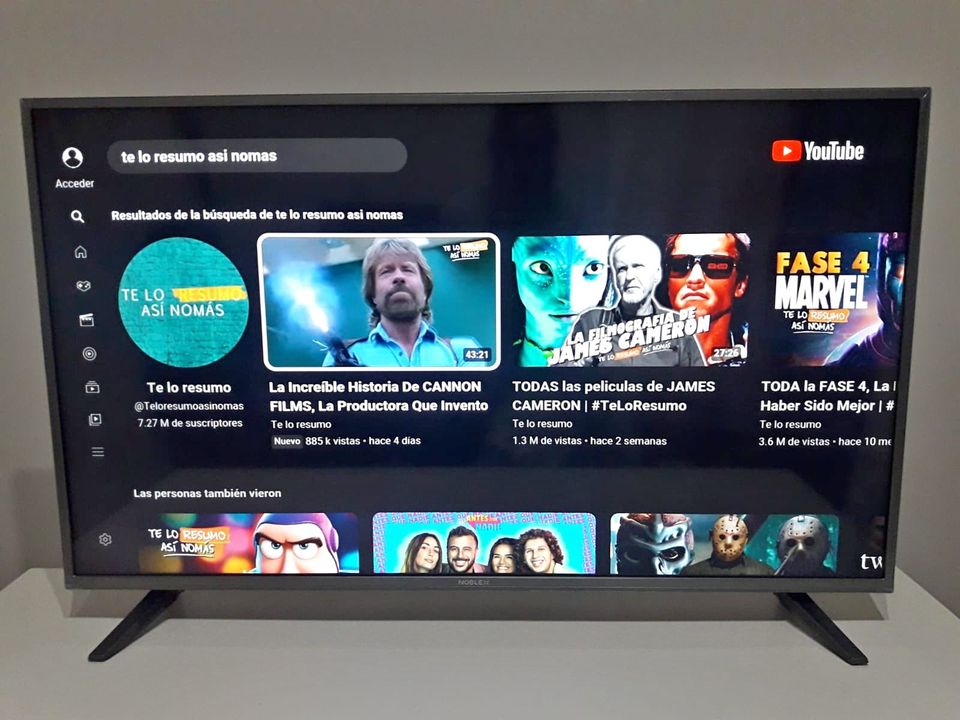 te lo resumo asi nomas
YouTube
Acceder
Resultados de la búsqueda de te lo resumo asi nomas
TE LO RESUMO
ASÍ NOMÁS
TE LO RESUMO
ASÍ NOMÁS
43:21
LA FILMOGRAFIA DE
JAMES CAMERON
TE LO RESUMO ASÍ NOMÁS
27:26
FASE 4
MARVEL
TE LO RESUMO
ASÍ NOMÁS
Te lo resumo
@Teloresumoasinomas
7.27 M de suscriptores
La Increíble Historia De CANNON
FILMS, La Productora Que Invento
Te lo resumo
Nuevo 885 k vistas • hace 4 días
TODAS las peliculas de JAMES
CAMERON | #TeLoResumo
Te lo resumo
1.3 M de vistas • hace 2 semanas
TODA la FASE 4, La
Haber Sido Mejor | #
Te lo resumo
3.6 M de vistas • hace 10 me
Las personas también vieron
TE LO RESUMO
ASÍ NOMÁS
ANTES QUE
NADIE
tw
NOBLEX